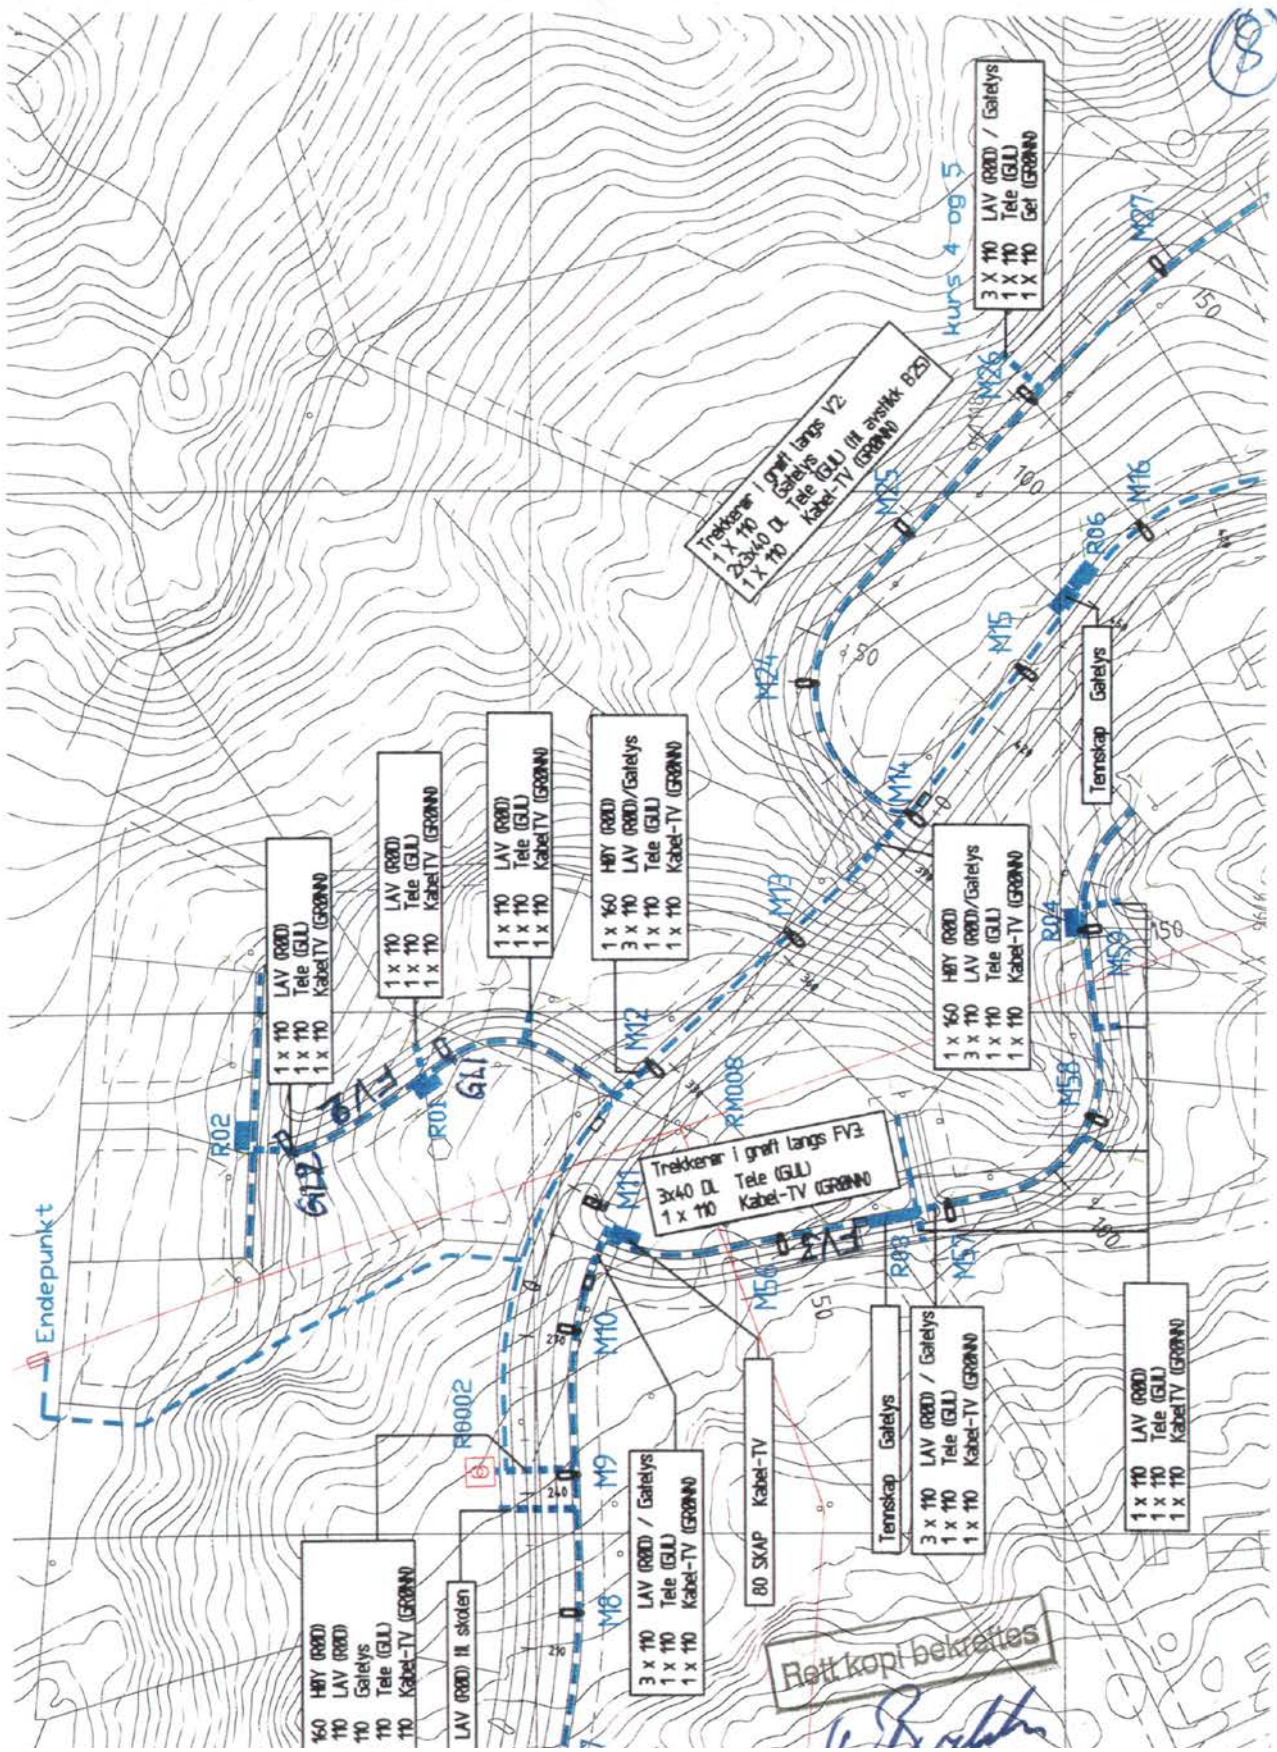 8
kurs 4 og 5
3 X 110 LAV (RØD) / Gatelys
1 X 110 Tele (GUL)
1 X 110 Get (GRØNN)
M27
150
M26
Trekkerør i grøft langs V2:
1 X 110 Gatelys
2x3x40 DL Tele (GUL) (til avstikk B25)
1 X 110 Kabel-TV (GRØNN)
100
M25
M16
R06
M15
Tennskap Gatelys
M24
50
M14
0
1 x 110 LAV (RØD)
1 x 110 Tele (GUL)
1 x 110 KabelTV (GRØNN)
1 x 110 LAV (RØD)
1 x 110 Tele (GUL)
1 x 110 KabelTV (GRØNN)
1 x 110 LAV (RØD)
1 x 110 Tele (GUL)
1 x 110 KabelTV (GRØNN)
1 x 160 HØY (RØD)
3 x 110 LAV (RØD)/Gatelys
1 x 110 Tele (GUL)
1 x 110 Kabel-TV (GRØNN)
1 x 160 HØY (RØD)
3 x 110 LAV (RØD)/Gatelys
1 x 110 Tele (GUL)
1 x 110 Kabel-TV (GRØNN)
M13
R04
M59
150
M12
M58
R02
FV2
R01
GL1
GL2
RM008
M11
Trekkerør i grøft langs FV3:
3x40 DL Tele (GUL)
1 x 110 Kabel-TV (GRØNN)
Endepunkt
M56
FV3
R03
M57
100
50
M10
270
R0002
M9
240
M8
210
3 x 110 LAV (RØD) / Gatelys
1 x 110 Tele (GUL)
1 x 110 Kabel-TV (GRØNN)
80 SKAP Kabel-TV
Tennskap Gatelys
3 x 110 LAV (RØD) / Gatelys
1 x 110 Tele (GUL)
1 x 110 Kabel-TV (GRØNN)
1 x 110 LAV (RØD)
1 x 110 Tele (GUL)
1 x 110 KabelTV (GRØNN)
160 HØY (RØD)
110 LAV (RØD)
110 Gatelys
110 Tele (GUL)
110 Kabel-TV (GRØNN)
LAV (RØD) til skolen
Rett kopi bekreftes